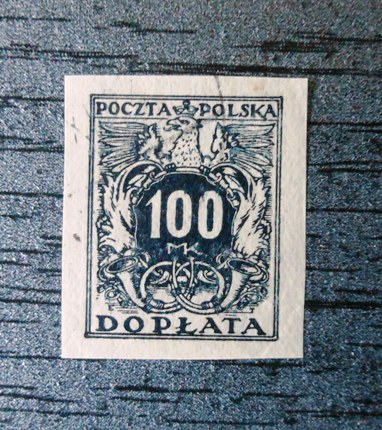 POCZTA POLSKA
100
MK
DOPŁATA